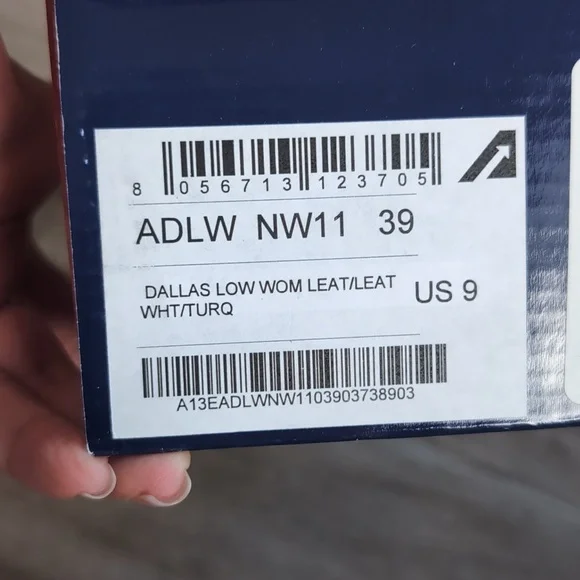 8 056713 123705
ADLW NW11 39
DALLAS LOW WOM LEAT/LEAT US 9
WHT/TURQ
A13EADLWNW1103903738903